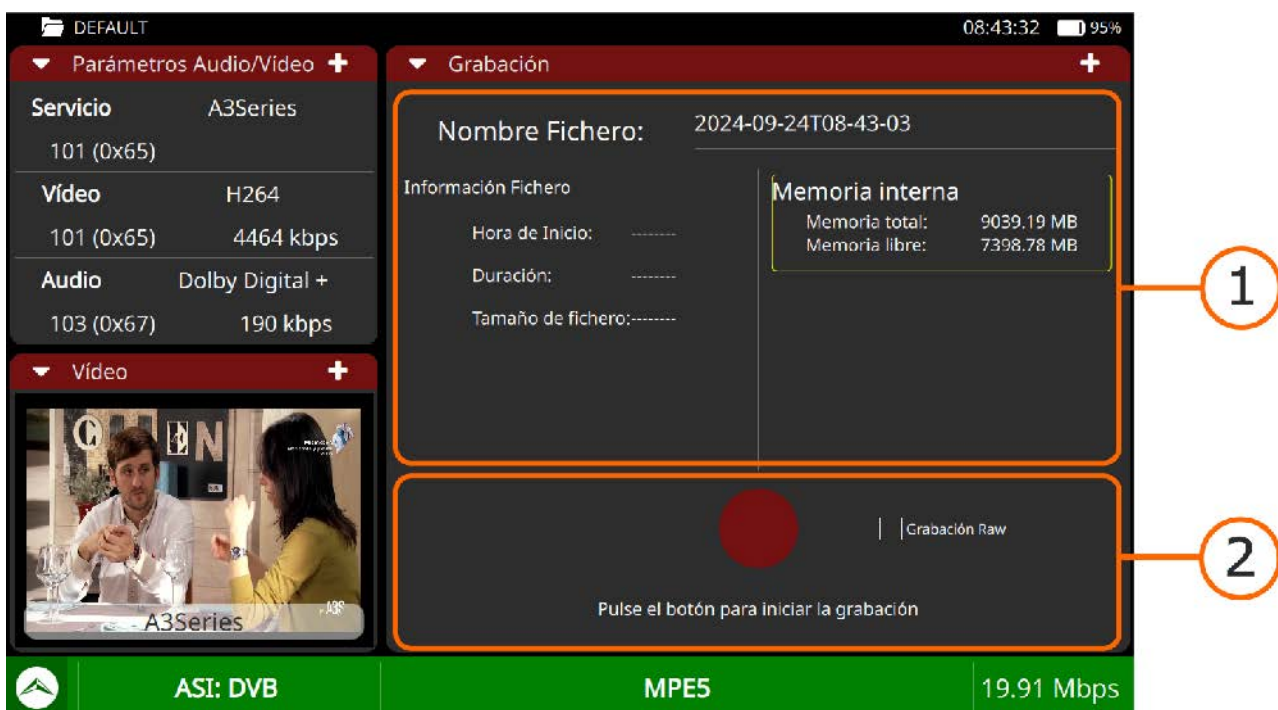 DEFAULT
08:43:32 95%
Parámetros Audio/Vídeo
Servicio A3Series
101 (0x65)
Vídeo H264
101 (0x65) 4464 kbps
Audio Dolby Digital +
103 (0x67) 190 kbps
Vídeo
A3Series
Grabación
Nombre Fichero: 2024-09-24T08-43-03
Información Fichero
Hora de Inicio: --------
Duración: --------
Tamaño de fichero:--------
Memoria interna
Memoria total: 9039.19 MB
Memoria libre: 7398.78 MB
1
Grabación Raw
Pulse el botón para iniciar la grabación
2
ASI: DVB MPE5 19.91 Mbps